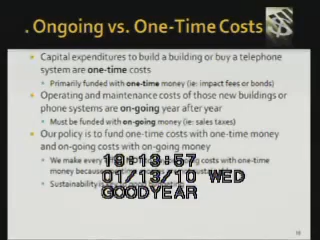 . Ongoing vs. One-Time Costs
Capital expenditures to build a building or buy a telephone
system are one-time costs
Primarily funded with one-time money (ie: impact fees or bonds)
Operating and maintenance costs of those new buildings or
phone systems are on-going year after year
Must be funded with on-going money (ie: sales taxes)
Our policy is to fund one-time costs with one-time money
and on-going costs with on-going money
We make every costs with one-time
money because
Sustainability is
19:13:57
01/13/10 WED
GOODYEAR